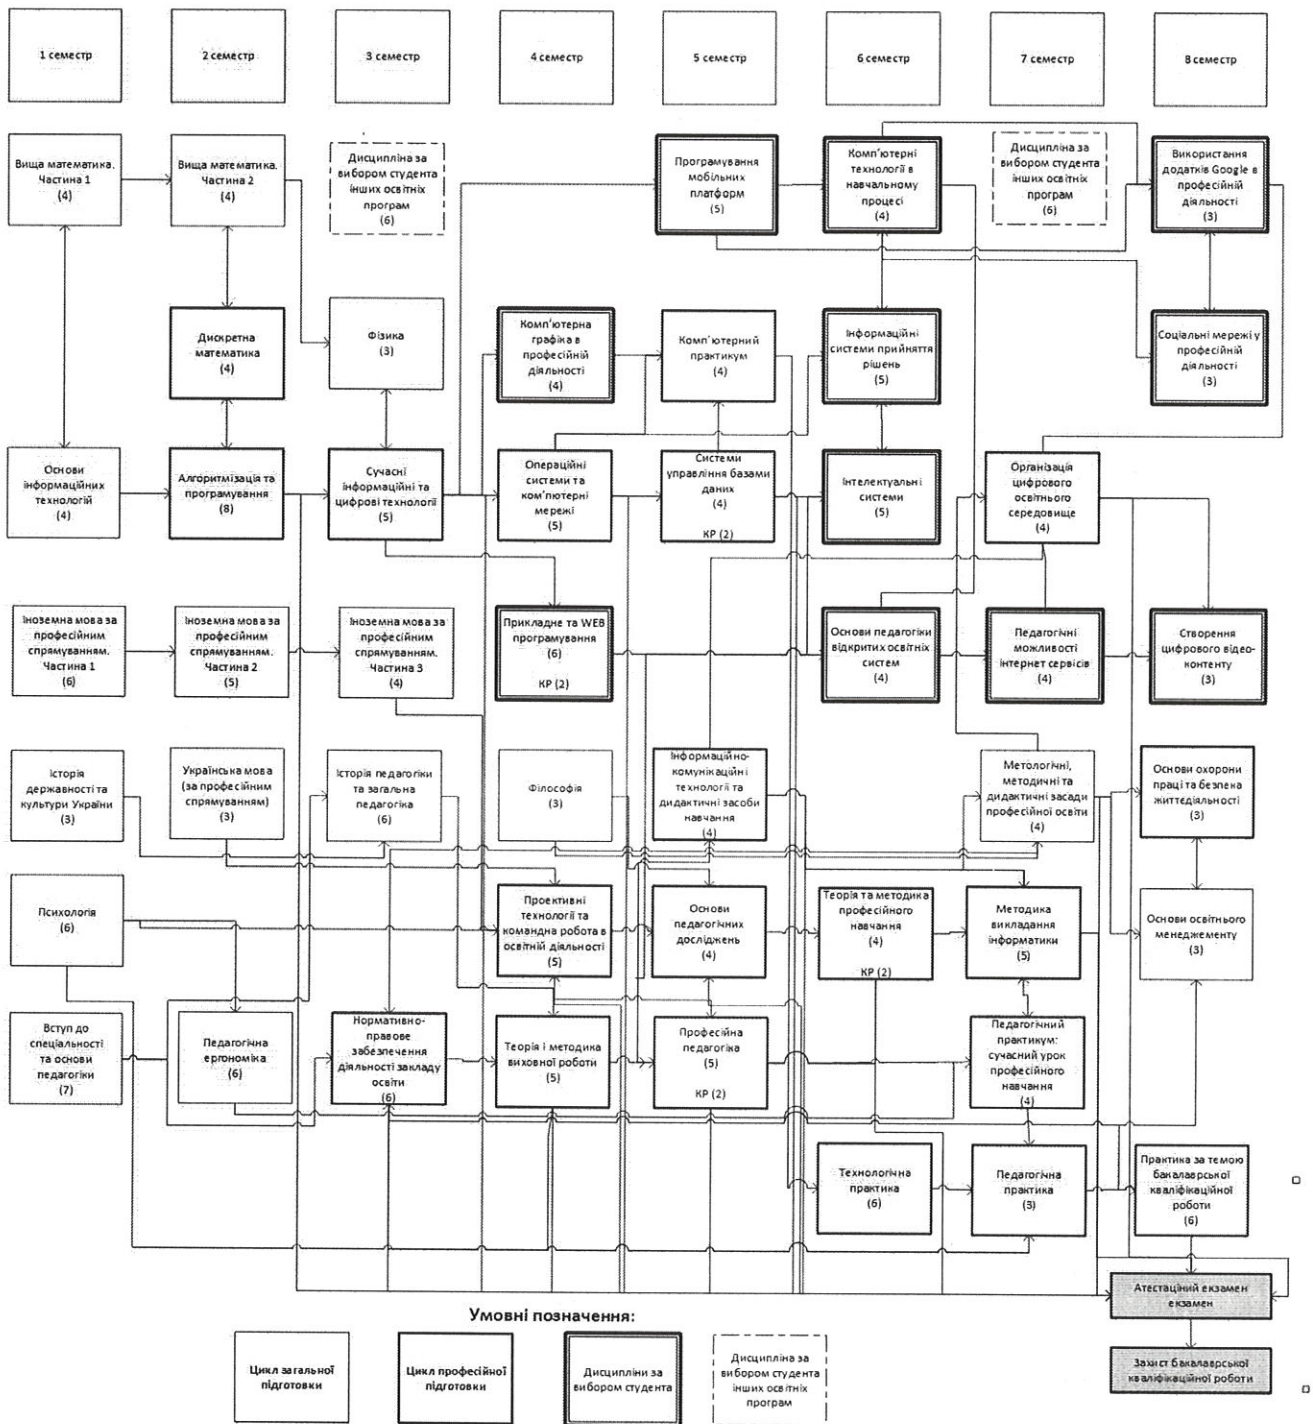 1 семестр
2 семестр
3 семестр
4 семестр
5 семестр
6 семестр
7 семестр
8 семестр
Вища математика.
Частина 1
(4)
Вища математика.
Частина 2
(4)
Дисципліна за
вибором студента
інших освітніх
програм
(6)
Програмування
мобільних
платформ
(5)
Комп'ютерні
технології в
навчальному
процесі
(4)
Дисципліна за
вибором студента
інших освітніх
програм
(6)
Використання
додатків Google в
професійній
діяльності
(3)
Дискретна
математика
(4)
Фізика
(3)
Комп'ютерна
графіка в
професійній
діяльності
(4)
Комп'ютерний
практикум
(4)
Інформаційні
системи прийняття
рішень
(5)
Соціальні мережі у
професійній
діяльності
(3)
Основи
інформаційних
технологій
(4)
Алгоритмізація та
програмування
(8)
Сучасні
інформаційні та
цифрові технології
(5)
Операційні
системи та
комп'ютерні
мережі
(5)
Системи
управління базами
даних
(4)
КР (2)
Інтелектуальні
системи
(5)
Організація
цифрового
освітнього
середовище
(4)
Іноземна мова за
професійним
спрямуванням.
Частина 1
(6)
Іноземна мова за
професійним
спрямуванням.
Частина 2
(5)
Іноземна мова за
професійним
спрямуванням.
Частина 3
(4)
Прикладне та WEB
програмування
(6)
КР (2)
Основи педагогіки
відкритих освітніх
систем
(4)
Педагогічні
можливості
інтернет сервісів
(4)
Створення
цифрового відео-
контенту
(3)
Історія
державності та
культури України
(3)
Українська мова
(за професійним
спрямуванням)
(3)
Історія педагогіки
та загальна
педагогіка
(6)
Філософія
(3)
Інформаційно-
комунікаційні
технології та
дидактичні засоби
навчання
(4)
Метологічні,
методичні та
дидактичні засади
професійної освіти
(4)
Основи охорони
праці та безпека
життєдіяльності
(3)
Психологія
(6)
Проективні
технології та
командна робота в
освітній діяльності
(5)
Основи
педагогічних
досліджень
(4)
Теорія та методика
професійного
навчання
(4)
КР (2)
Методика
викладання
інформатики
(5)
Основи освітнього
менеджменту
(3)
Вступ до
спеціальності
та основи
педагогіки
(7)
Педагогічна
ергономіка
(6)
Нормативно-
правове
забезпечення
діяльності закладу
освіти
(6)
Теорія і методика
виховної роботи
(5)
Професійна
педагогіка
(5)
КР (2)
Педагогічний
практикум:
сучасний урок
професійного
навчання
(4)
Технологічна
практика
(6)
Педагогічна
практика
(3)
Практика за темою
бакалаврської
кваліфікаційної
роботи
(6)
Атестаційний екзамен
екзамен
Захист бакалаврської
кваліфікаційної роботи
Умовні позначення:
Цикл загальної
підготовки
Цикл професійної
підготовки
Дисципліни за
вибором студента
Дисципліна за
вибором студента
інших освітніх
програм